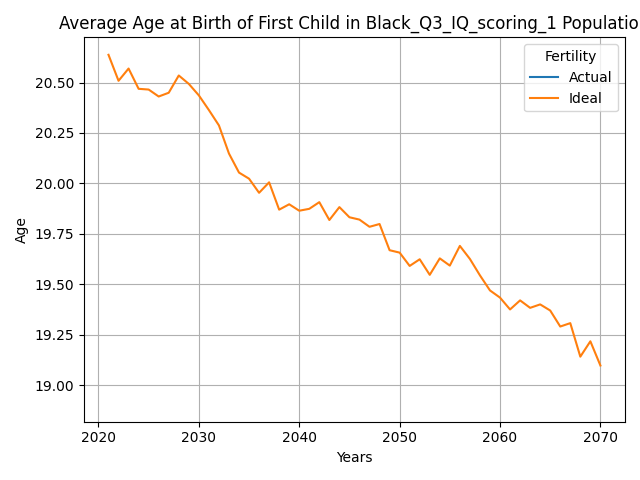 Average Age at Birth of First Child in Black_Q3_IQ_scoring_1 Populatio
Fertility
Actual
Ideal
20.50
20.25
20.00
19.75
19.50
19.25
19.00
Age
2020 2030 2040 2050 2060 2070
Years